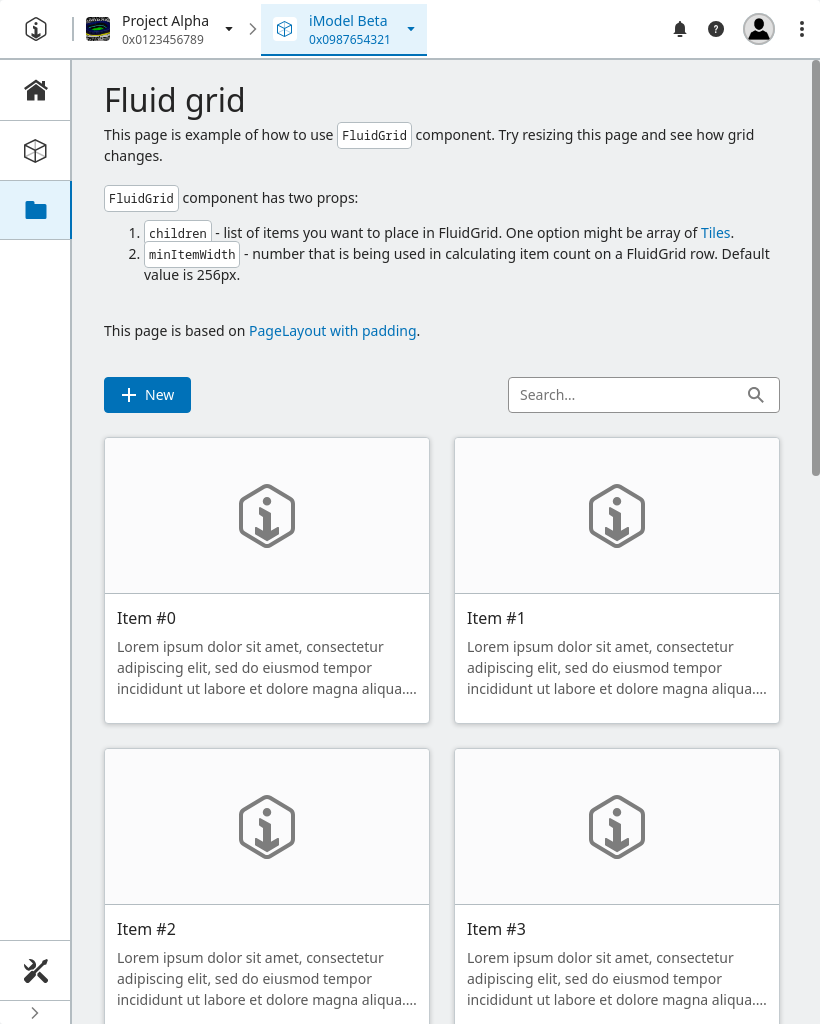 Project Alpha
0x0123456789
iModel Beta
0x0987654321
Fluid grid
This page is example of how to use FluidGrid component. Try resizing this page and see how grid
changes.
FluidGrid component has two props:
1. children - list of items you want to place in FluidGrid. One option might be array of Tiles.
2. minItemWidth - number that is being used in calculating item count on a FluidGrid row. Default
value is 256px.
This page is based on PageLayout with padding.
New
Search...
Item #0
Lorem ipsum dolor sit amet, consectetur
adipiscing elit, sed do eiusmod tempor
incididunt ut labore et dolore magna aliqua....
Item #1
Lorem ipsum dolor sit amet, consectetur
adipiscing elit, sed do eiusmod tempor
incididunt ut labore et dolore magna aliqua....
Item #2
Lorem ipsum dolor sit amet, consectetur
adipiscing elit, sed do eiusmod tempor
incididunt ut labore et dolore magna aliqua....
Item #3
Lorem ipsum dolor sit amet, consectetur
adipiscing elit, sed do eiusmod tempor
incididunt ut labore et dolore magna aliqua....